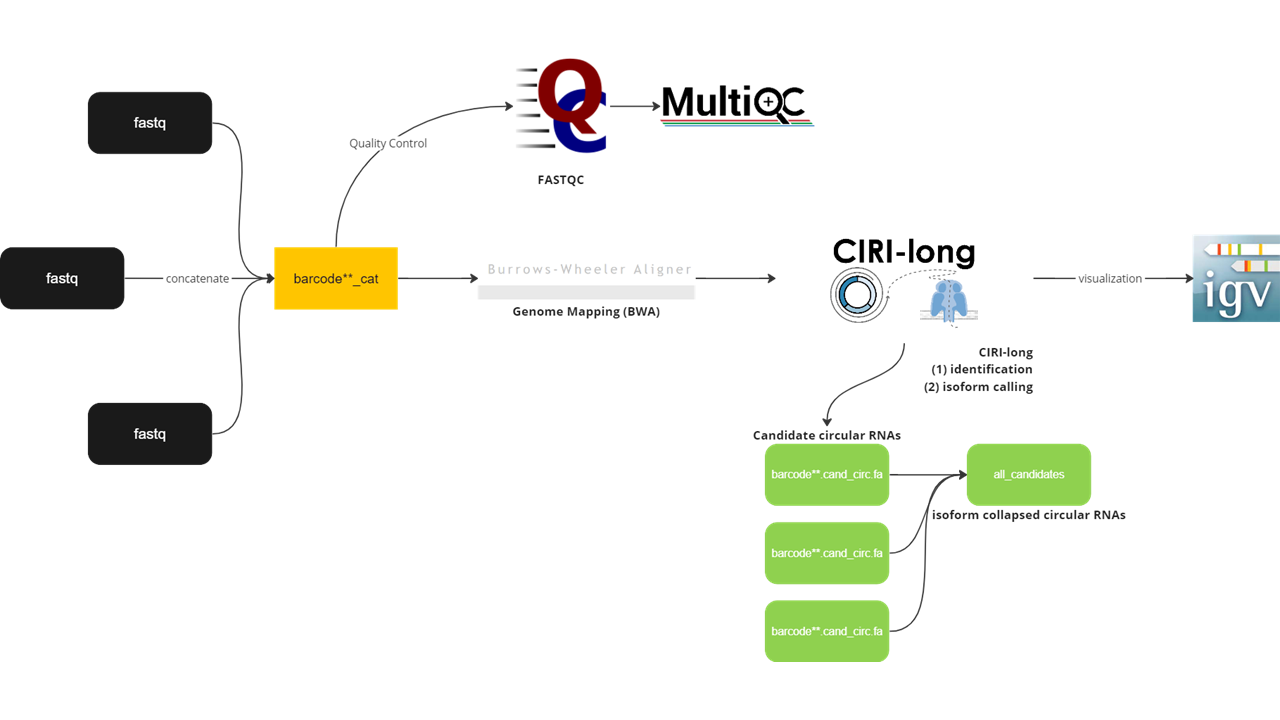 fastq
fastq
fastq
concatenate
barcode**_cat
Quality Control
QC
FASTQC
MultiQC
Burrows-Wheeler Aligner
Genome Mapping (BWA)
CIRI-long
CIRI-long
(1) identification
(2) isoform calling
visualization
igv
Candidate circular RNAs
barcode**.cand_circ.fa
barcode**.cand_circ.fa
barcode**.cand_circ.fa
all_candidates
isoform collapsed circular RNAs